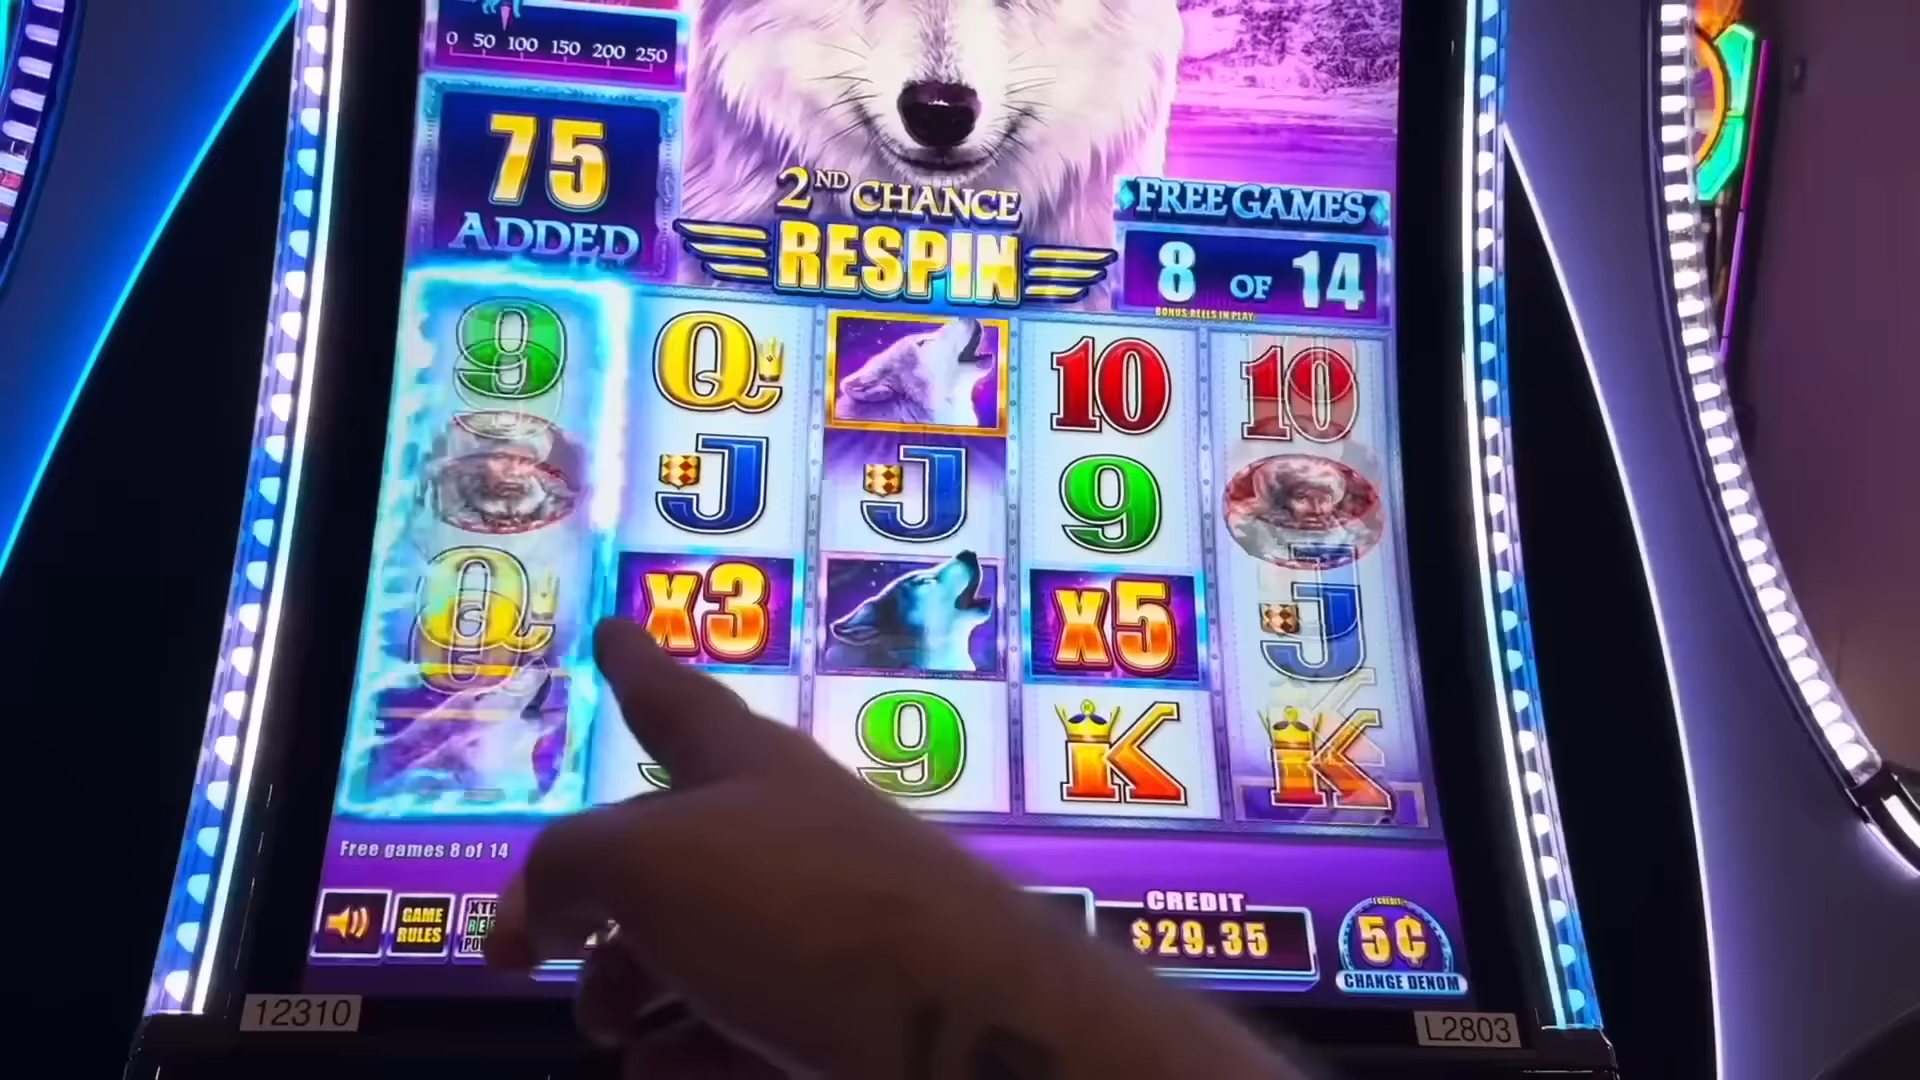 0 50 100 150 200 250
75
ADDED
2ND CHANCE
RESPIN
FREE GAMES
8 OF 14
BONUS REELS IN PLAY:
9 Q 10 10
J J 9
Q X3 X5 J
9 K K
Free games 8 of 14
GAME
RULES
CREDIT
$29.35
1 CREDIT
5¢
CHANGE DENOM
12310
L2803